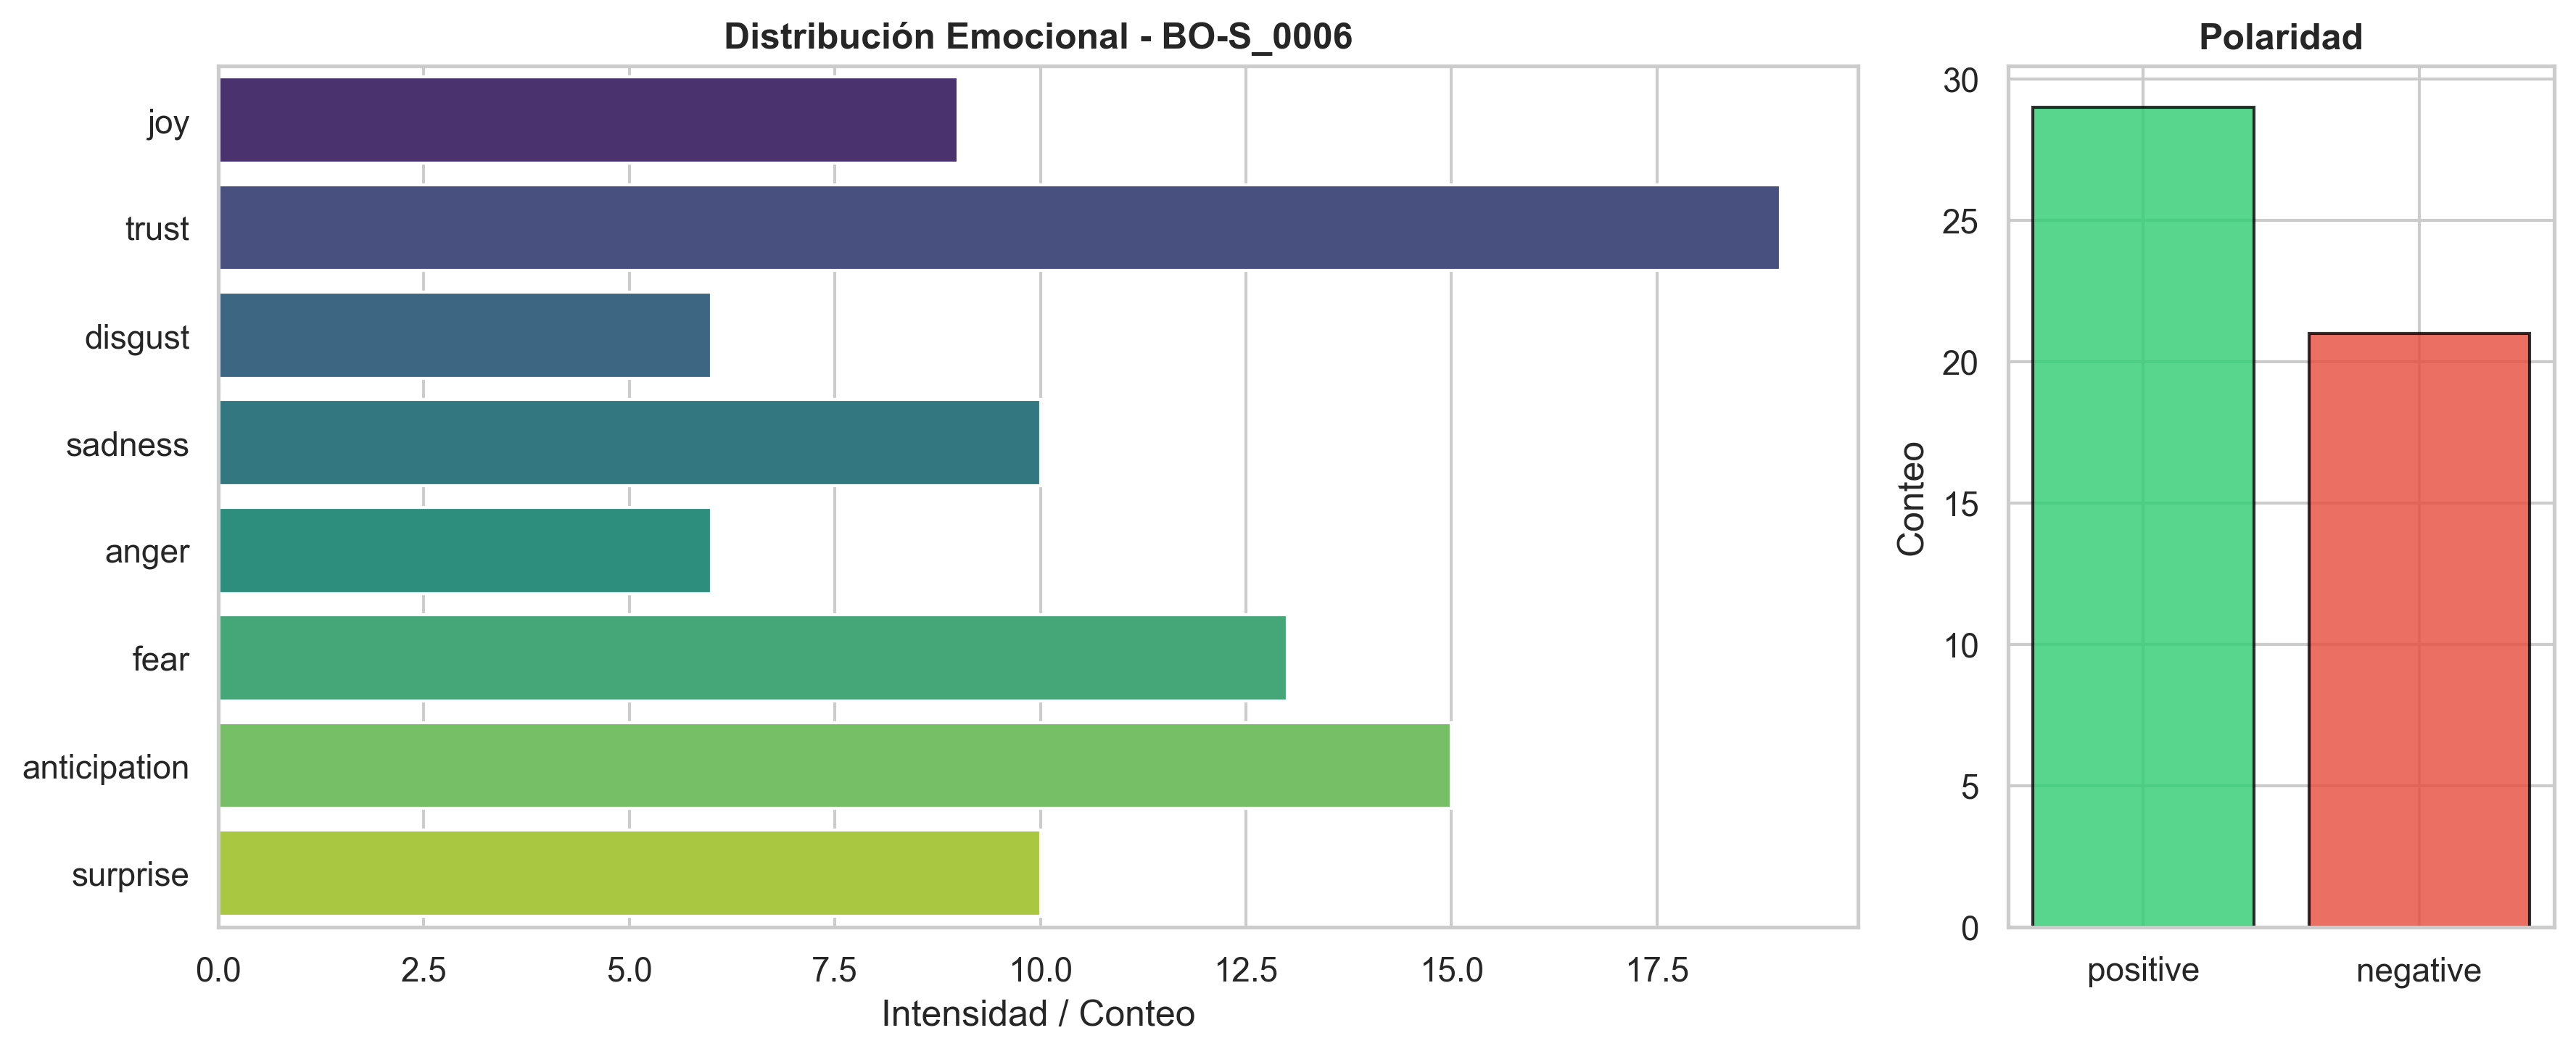 Distribución Emocional - BO-S_0006
joy
trust
disgust
sadness
anger
fear
anticipation
surprise
0.0 2.5 5.0 7.5 10.0 12.5 15.0 17.5
Intensidad / Conteo
Polaridad
30
25
20
15
10
5
0
Conteo
positive negative